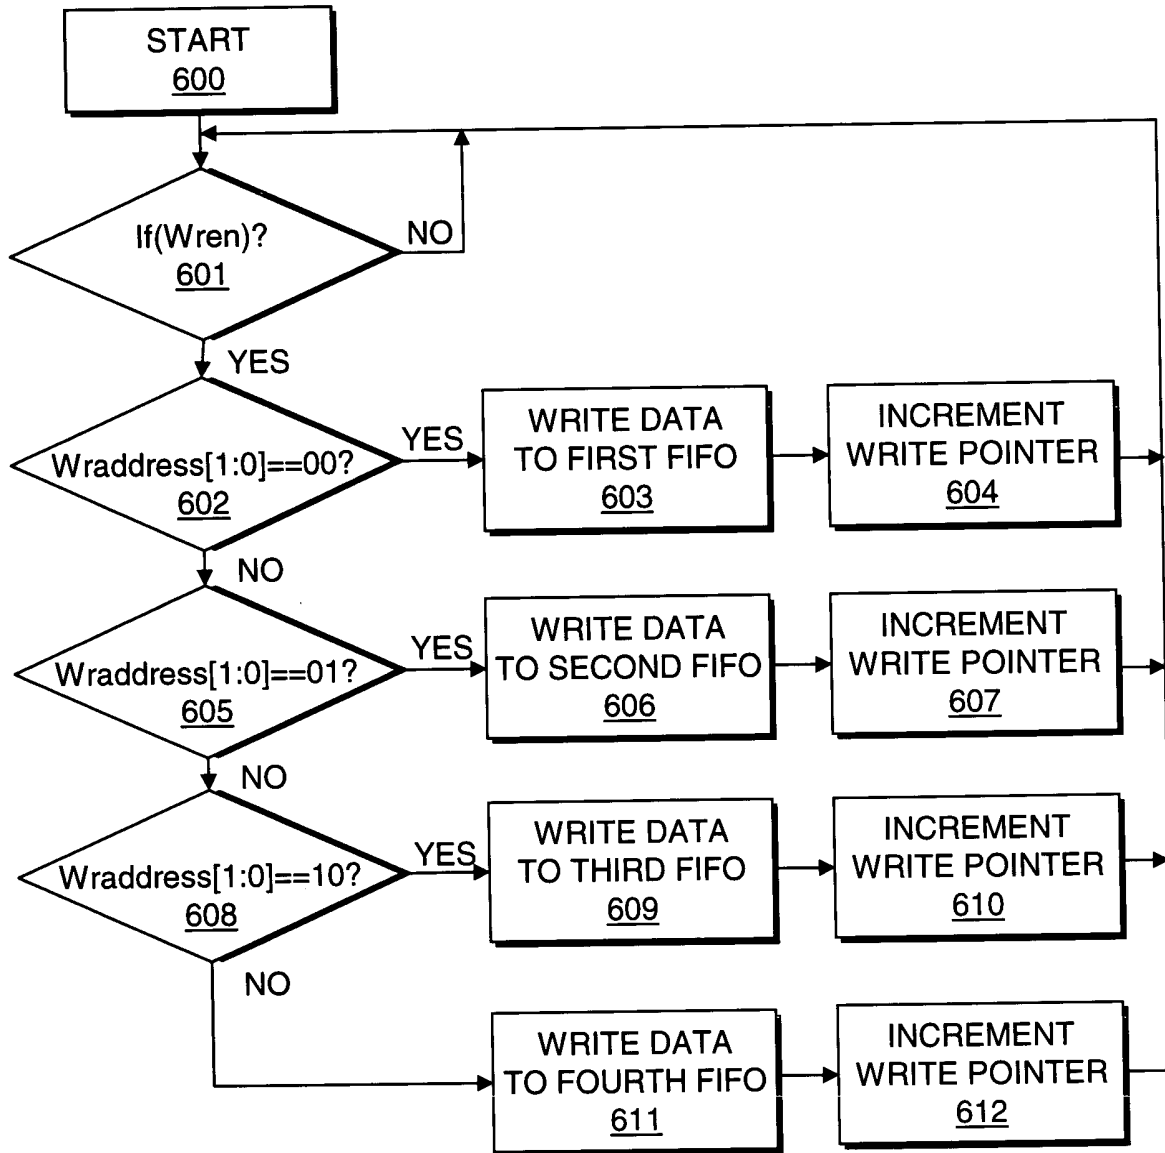 START
600
If(Wren)?
601
NO
YES
Wraddress[1:0]==00?
602
YES
WRITE DATA
TO FIRST FIFO
603
INCREMENT
WRITE POINTER
604
NO
Wraddress[1:0]==01?
605
YES
WRITE DATA
TO SECOND FIFO
606
INCREMENT
WRITE POINTER
607
NO
Wraddress[1:0]==10?
608
YES
WRITE DATA
TO THIRD FIFO
609
INCREMENT
WRITE POINTER
610
NO
WRITE DATA
TO FOURTH FIFO
611
INCREMENT
WRITE POINTER
612